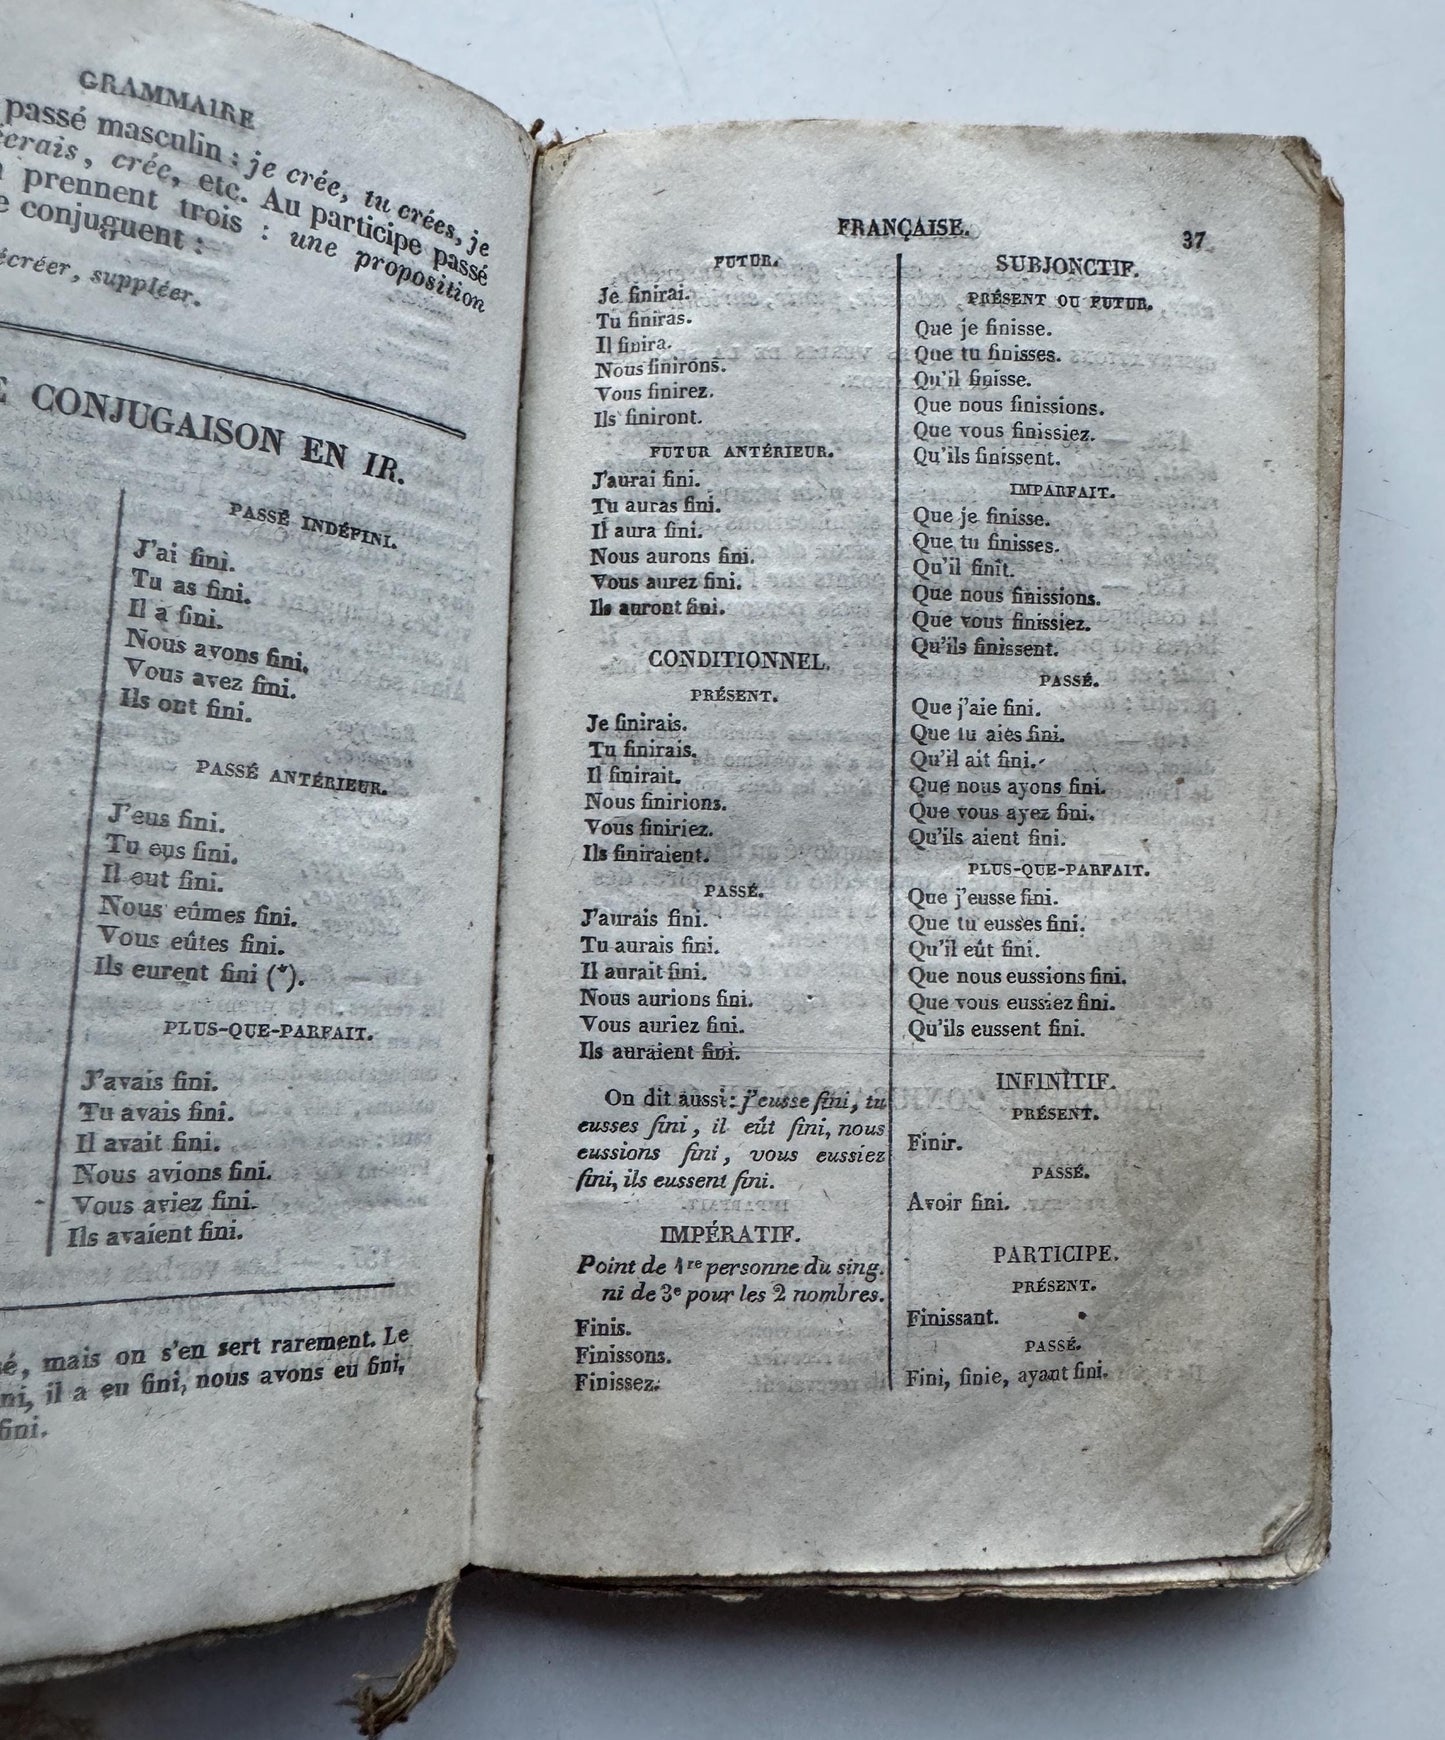 GRAMMAIRE
passé masculin : je crée, tu crées, je
crée, etc. Au participe passé
prennent trois : une proposition
conjuguent :
suppléer.
CONJUGAISON EN IR.
PASSÉ INDÉFINI.
J'ai fini.
Tu as fini.
Il a fini.
Nous avons fini.
Vous avez fini.
Ils ont fini.
PASSÉ ANTÉRIEUR.
J'eus fini.
Tu eus fini.
Il eut fini.
Nous eûmes fini.
Vous eûtes fini.
Ils eurent fini (*).
PLUS-QUE-PARFAIT.
J'avais fini.
Tu avais fini.
Il avait fini.
Nous avions fini.
Vous aviez fini.
Ils avaient fini.
mais on s'en sert rarement. Le
il a eu fini, nous avons eu fini,
fini.
FRANÇAISE.
37
FUTUR.
Je finirai.
Tu finiras.
Il finira.
Nous finirons.
Vous finirez.
Ils finiront.
FUTUR ANTÉRIEUR.
J'aurai fini.
Tu auras fini.
Il aura fini.
Nous aurons fini.
Vous aurez fini.
Ils auront fini.
CONDITIONNEL.
PRÉSENT.
Je finirais.
Tu finirais.
Il finirait.
Nous finirions.
Vous finiriez.
Ils finiraient.
PASSÉ.
J'aurais fini.
Tu aurais fini.
Il aurait fini.
Nous aurions fini.
Vous auriez fini.
Ils auraient fini.
On dit aussi : j'eusse fini, tu
eusses fini, il eût fini, nous
eussions fini, vous eussiez
fini, ils eussent fini.
IMPÉRATIF.
Point de 1re personne du sing.
ni de 3e pour les 2 nombres.
Finis.
Finissons.
Finissez.
SUBJONCTIF.
PRÉSENT OU FUTUR.
Que je finisse.
Que tu finisses.
Qu'il finisse.
Que nous finissions.
Que vous finissiez.
Qu'ils finissent.
IMPARFAIT.
Que je finisse.
Que tu finisses.
Qu'il finît.
Que nous finissions.
Que vous finissiez.
Qu'ils finissent.
PASSÉ.
Que j'aie fini.
Que tu aies fini.
Qu'il ait fini.
Que nous ayons fini.
Que vous ayez fini.
Qu'ils aient fini.
PLUS-QUE-PARFAIT.
Que j'eusse fini.
Que tu eusses fini.
Qu'il eût fini.
Que nous eussions fini.
Que vous eussiez fini.
Qu'ils eussent fini.
INFINITIF.
PRÉSENT.
Finir.
PASSÉ.
Avoir fini.
PARTICIPE.
PRÉSENT.
Finissant.
PASSÉ.
Fini, finie, ayant fini.